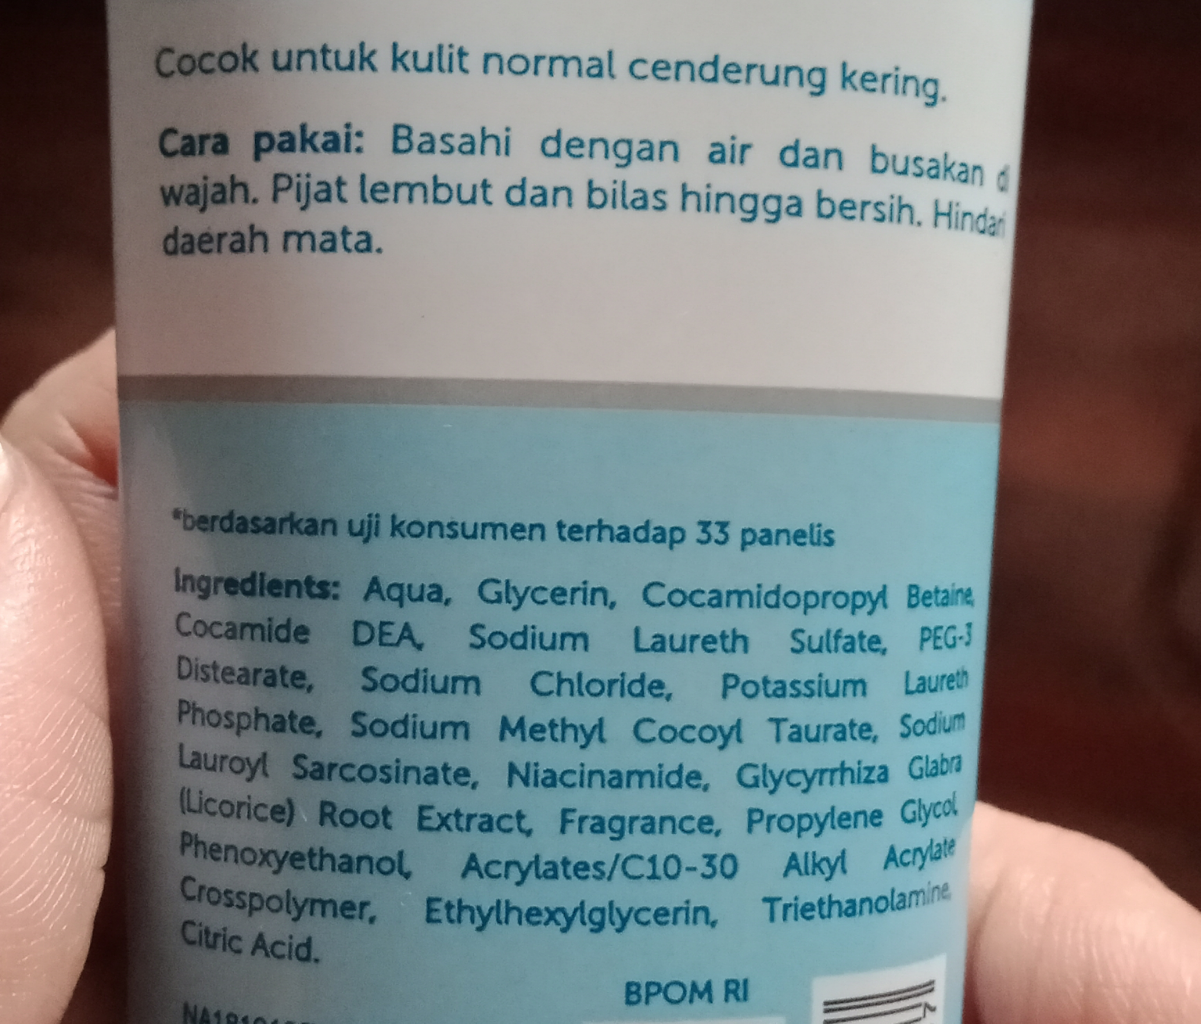 Cocok untuk kulit normal cenderung kering.
Cara pakai: Basahi dengan air dan busakan d
wajah. Pijat lembut dan bilas hingga bersih. Hindari
daerah mata.
*berdasarkan uji konsumen terhadap 33 panelis
Ingredients: Aqua, Glycerin, Cocamidopropyl Betaine,
Cocamide DEA, Sodium Laureth Sulfate, PEG-3
Distearate, Sodium Chloride, Potassium Laureth
Phosphate, Sodium Methyl Cocoyl Taurate, Sodium
Lauroyl Sarcosinate, Niacinamide, Glycyrrhiza Glabra
(Licorice) Root Extract, Fragrance, Propylene Glycol,
Phenoxyethanol, Acrylates/C10-30 Alkyl Acrylate
Crosspolymer, Ethylhexylglycerin, Triethanolamine,
Citric Acid.
BPOM RI